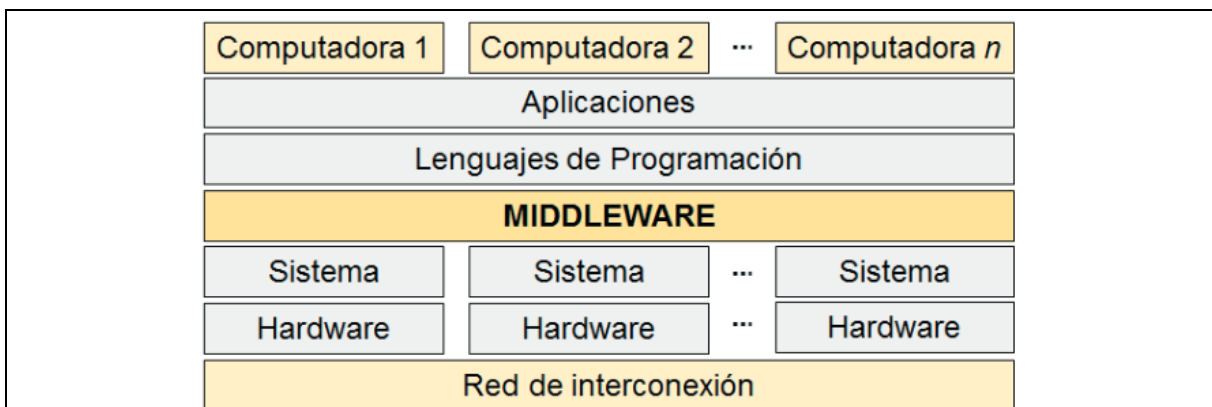 Computadora 1 Computadora 2 ... Computadora n
Aplicaciones
Lenguajes de Programación
MIDDLEWARE
Sistema Sistema ... Sistema
Hardware Hardware ... Hardware
Red de interconexión